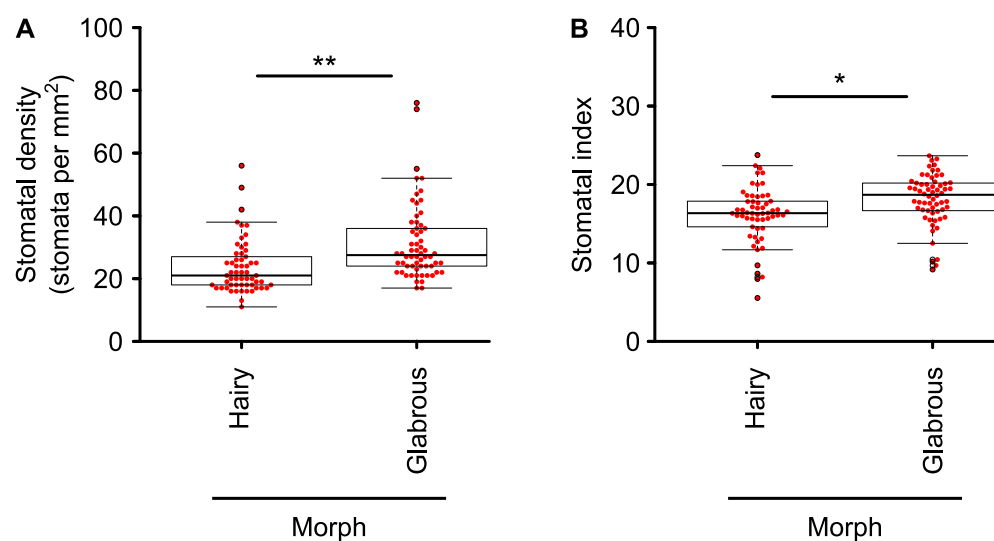 A
Stomatal density
(stomata per mm²)
100
80
60
40
20
0
**
Hairy
Glabrous
Morph
B
Stomatal index
40
30
20
10
0
*
Hairy
Glabrous
Morph